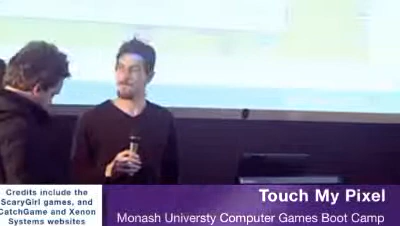 Touch My Pixel
Monash Universty Computer Games Boot Camp
Credits include the
ScaryGirl games, and
CatchGame and Xenon
Systems websites